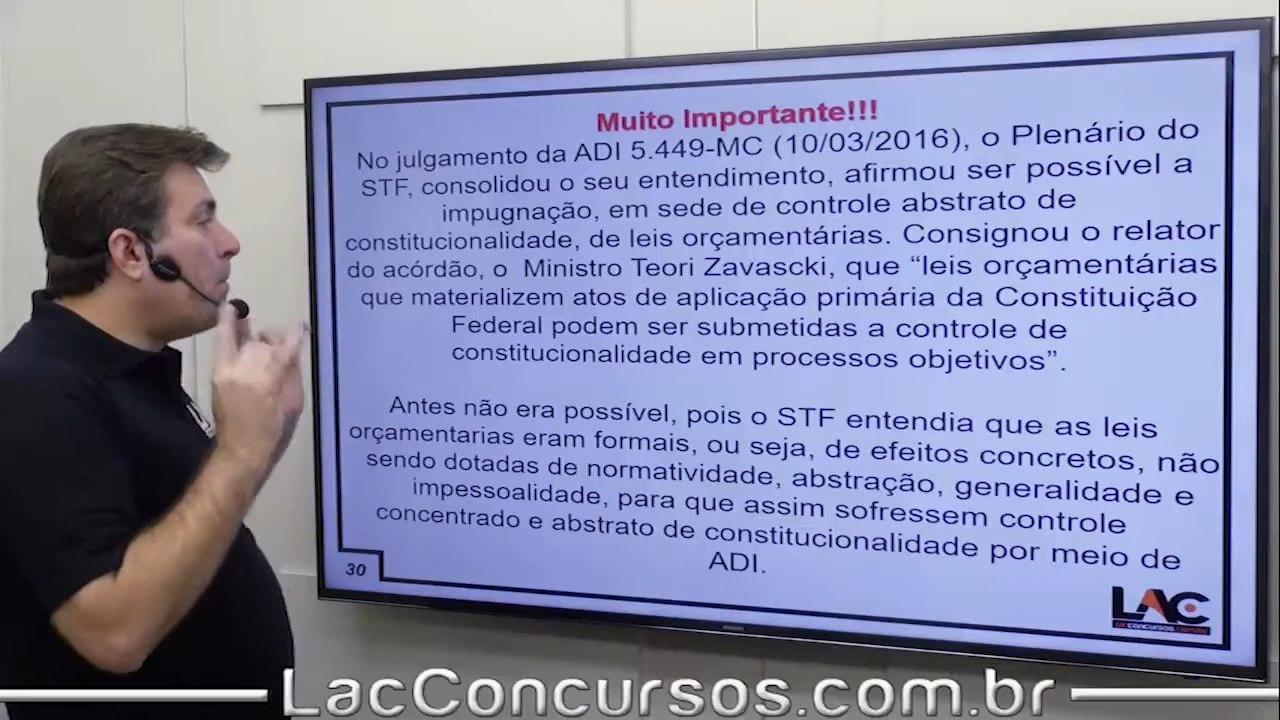 Muito Importante!!!
No julgamento da ADI 5.449-MC (10/03/2016), o Plenário do
STF, consolidou o seu entendimento, afirmou ser possível a
impugnação, em sede de controle abstrato de
constitucionalidade, de leis orçamentárias. Consignou o relator
do acórdão, o Ministro Teori Zavascki, que “leis orçamentárias
que materializem atos de aplicação primária da Constituição
Federal podem ser submetidas a controle de
constitucionalidade em processos objetivos”.
Antes não era possível, pois o STF entendia que as leis
orçamentarias eram formais, ou seja, de efeitos concretos, não
sendo dotadas de normatividade, abstração, generalidade e
impessoalidade, para que assim sofressem controle
concentrado e abstrato de constitucionalidade por meio de
ADI.
30
LAC
LacConcursos.com.br